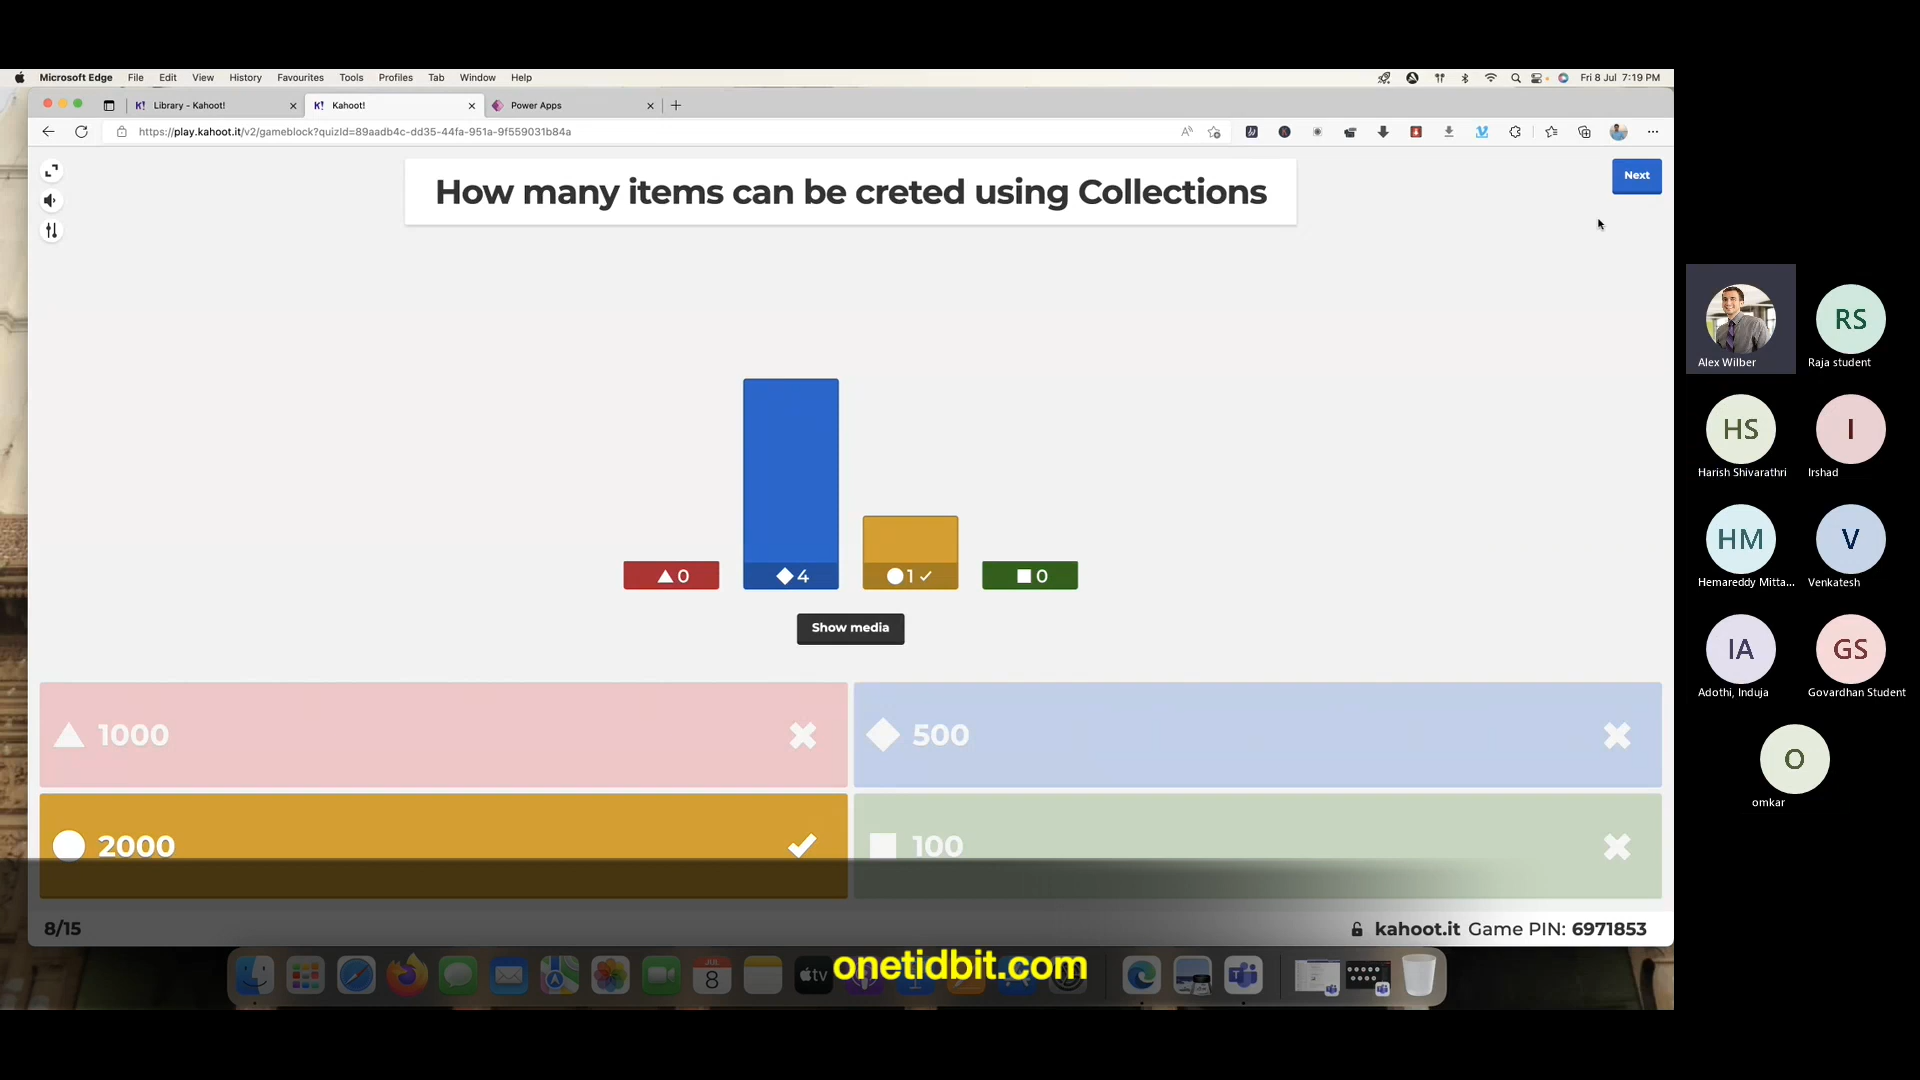 Microsoft Edge File Edit View History Favourites Tools Profiles Tab Window Help
Fri 8 Jul 7:19 PM
K! Library - Kahoot!
K! Kahoot!
Power Apps
https://play.kahoot.it/v2/gameblock?quizId=89aadb4c-dd35-44fa-951a-9f559031b84a
How many items can be creted using Collections
Next
0
4
1
0
Show media
1000
500
2000
100
8/15
kahoot.it Game PIN: 6971853
JUL
8
tv
onetidbit.com
Alex Wilber
RS
Raja student
HS
Harish Shivarathri
I
Irshad
HM
Hemareddy Mitta...
V
Venkatesh
IA
Adothi, Induja
GS
Govardhan Student
O
omkar